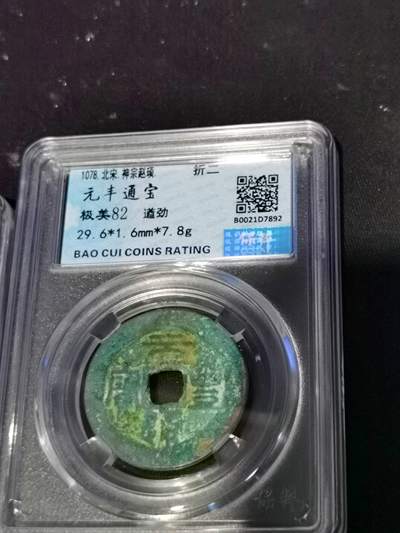 1078.北宋.神宗赵顼
折二
元丰通宝
极美82 道劲
29.6*1.6mm*7.8g
B0021D7892
BAO CUI COINS RATING